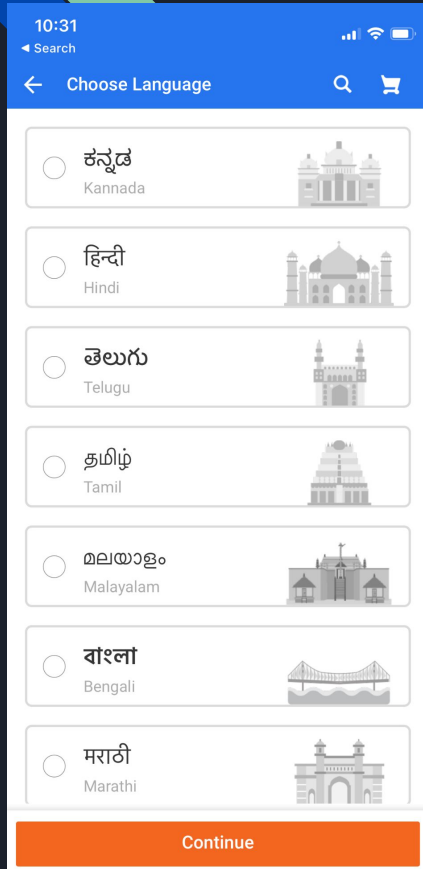 10:31
◀ Search
Choose Language
ಕನ್ನಡ
Kannada
हिन्दी
Hindi
తెలుగు
Telugu
தமிழ்
Tamil
മലയാളം
Malayalam
বাংলা
Bengali
मराठी
Marathi
Continue